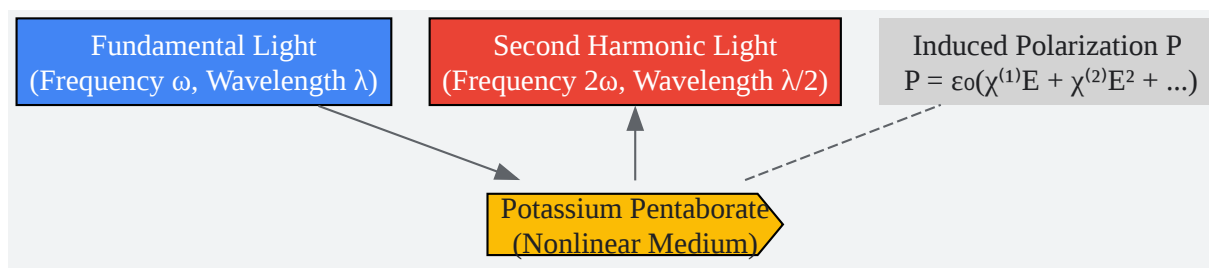 Fundamental Light
(Frequency ω, Wavelength λ)
Second Harmonic Light
(Frequency 2ω, Wavelength λ/2)
Induced Polarization P
P = ε₀(χ⁽¹⁾E + χ⁽²⁾E² + ...)
Potassium Pentaborate
(Nonlinear Medium)